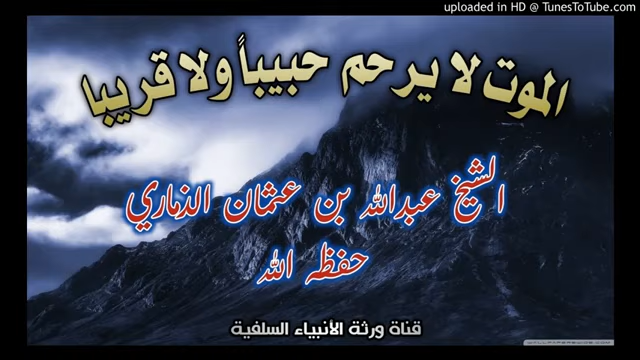 uploaded in HD @ TunesToTube.com
الموت لا يرحم حبيباً ولا قريبا
الشيخ عبدالله بن عثمان الذماري
حفظه الله
قناة ورثة الأنبياء السلفية